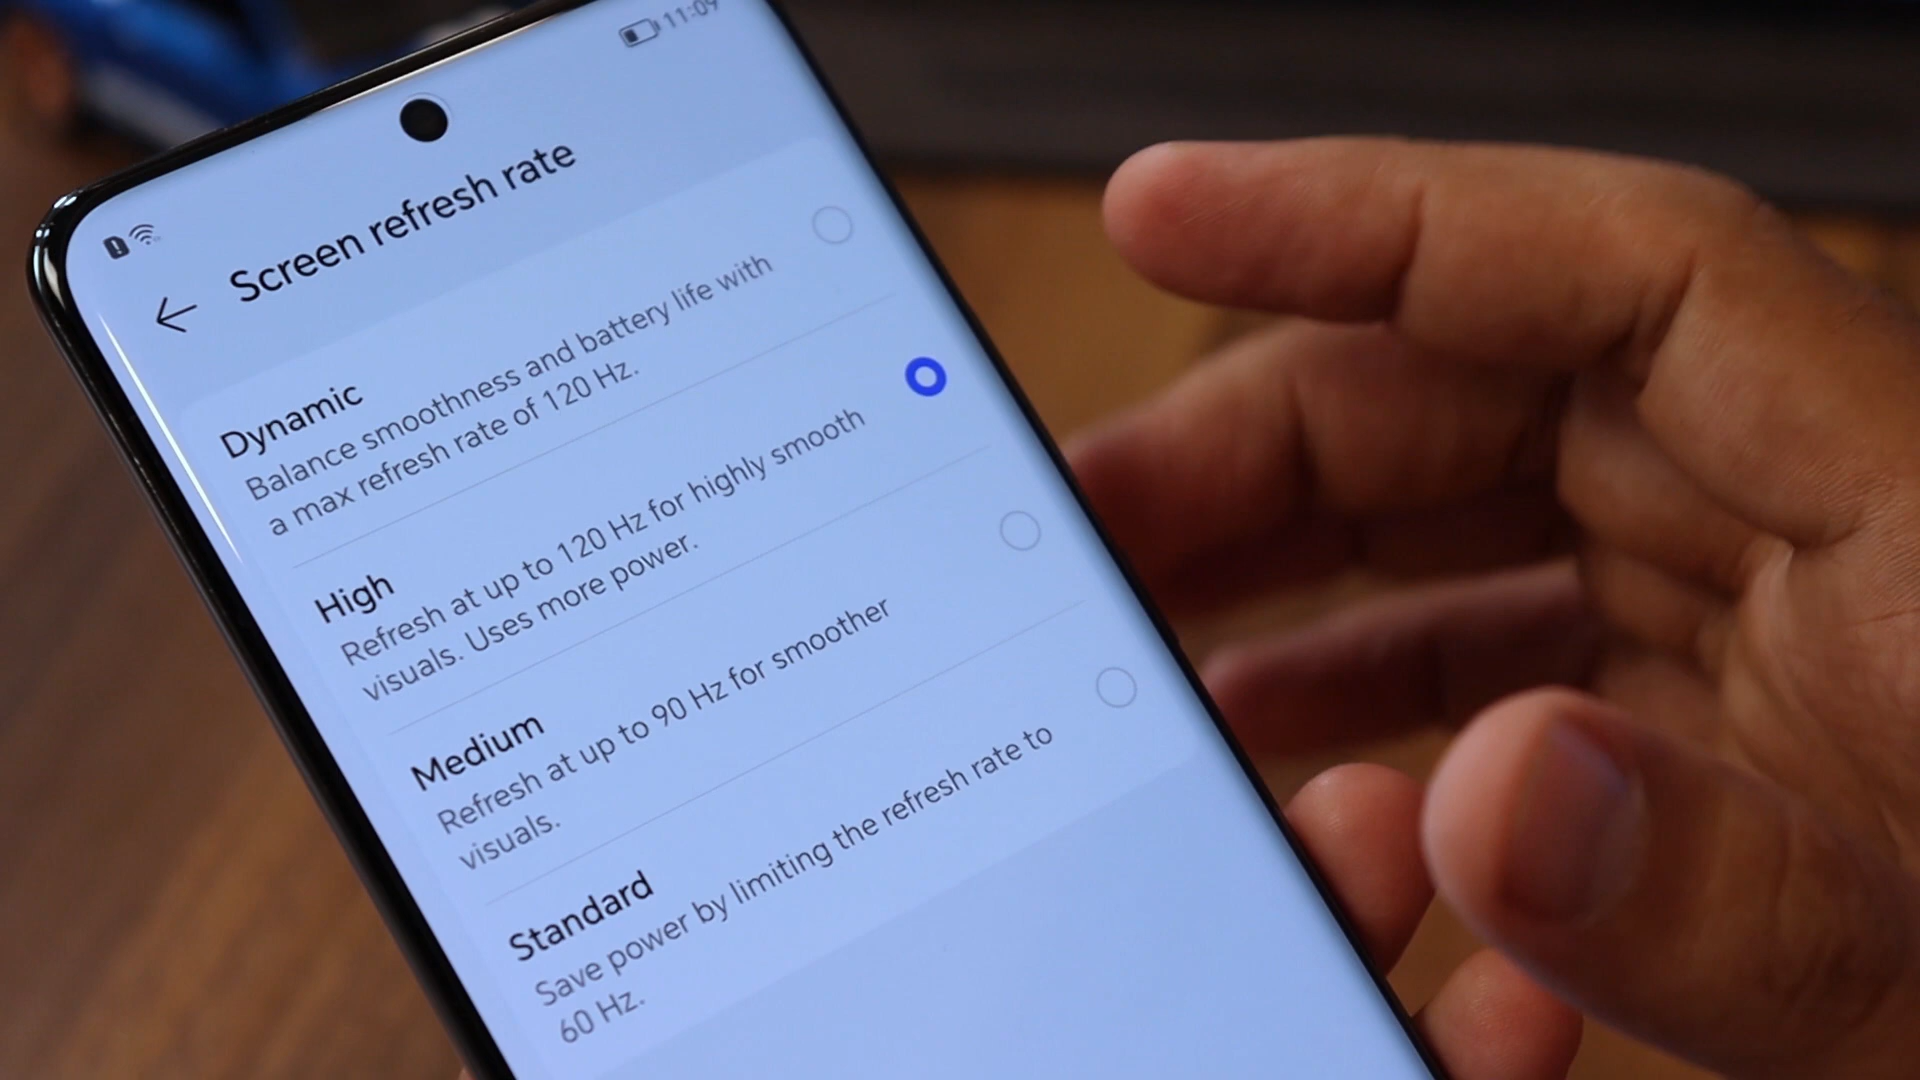 11:09
Screen refresh rate
Dynamic
Balance smoothness and battery life with
a max refresh rate of 120 Hz.
High
Refresh at up to 120 Hz for highly smooth
visuals. Uses more power.
Medium
Refresh at up to 90 Hz for smoother
visuals.
Standard
Save power by limiting the refresh rate to
60 Hz.